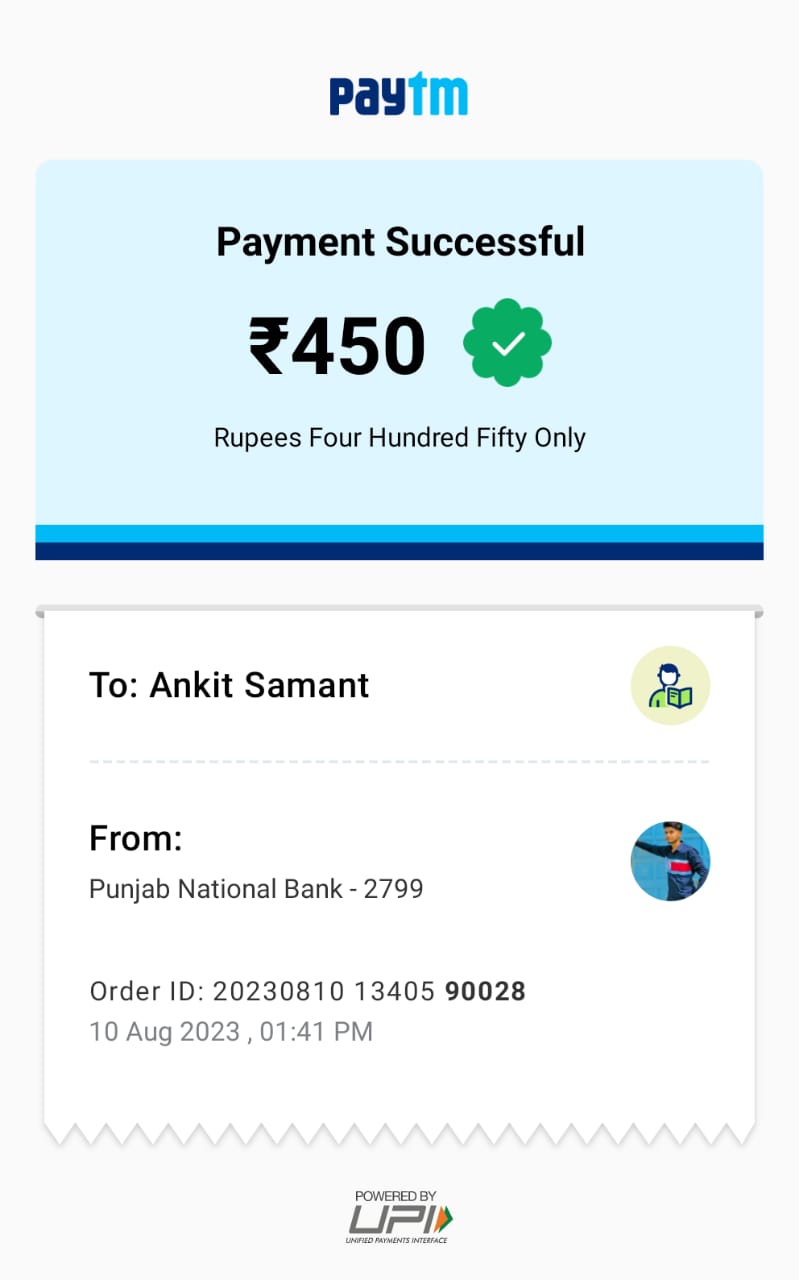 paytm
Payment Successful
₹450
Rupees Four Hundred Fifty Only
To: Ankit Samant
From:
Punjab National Bank - 2799
Order ID: 20230810 13405 90028
10 Aug 2023 , 01:41 PM
POWERED BY
UPI
UNIFIED PAYMENTS INTERFACE